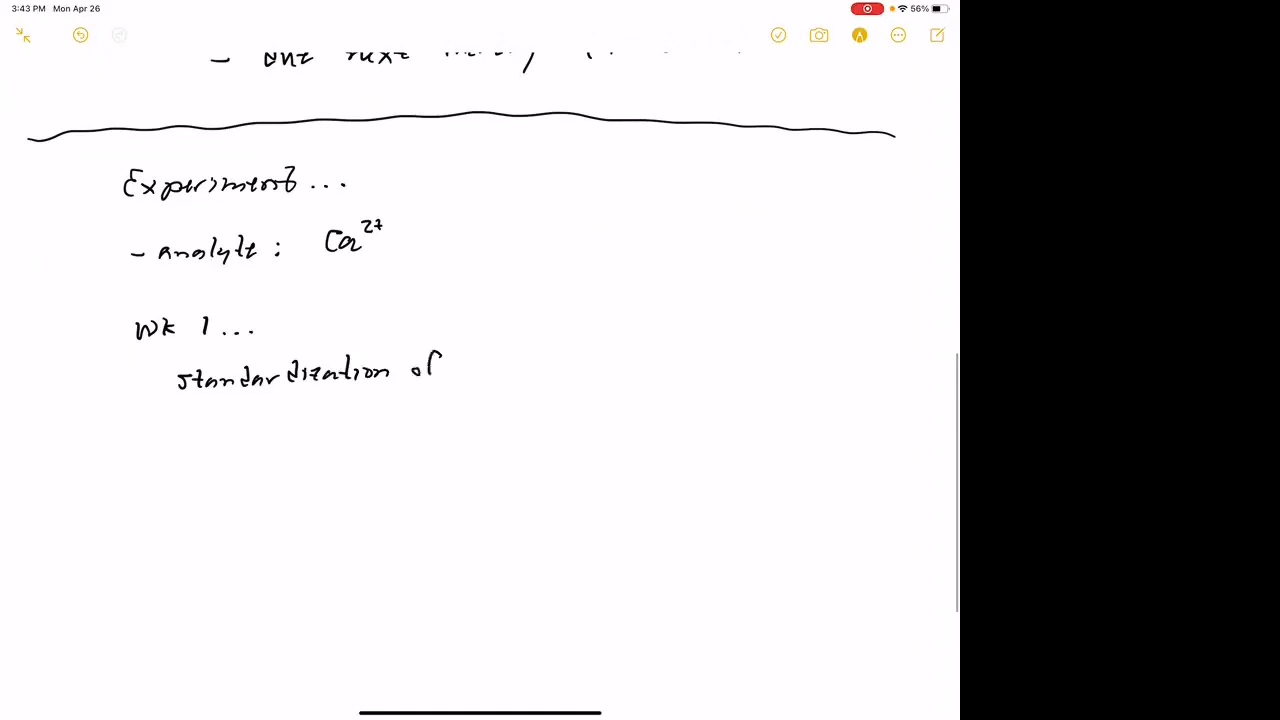 3:43 PM Mon Apr 26
56%
Experiment...
- analyte : Ca²⁺
Wk 1...
standardization of